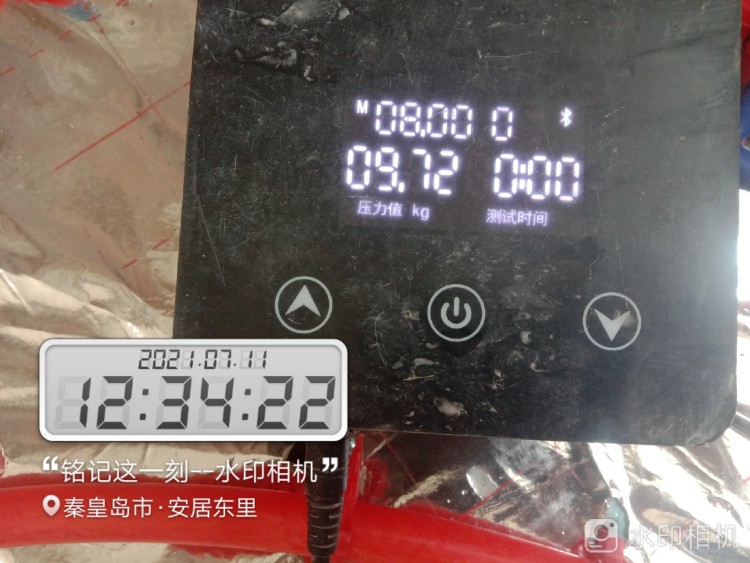 M 08.00 0
09.72 0:00
压力值 kg 测试时间
2021.07.11
12:34:22
“铭记这一刻--水印相机”
秦皇岛市·安居东里
水印相机